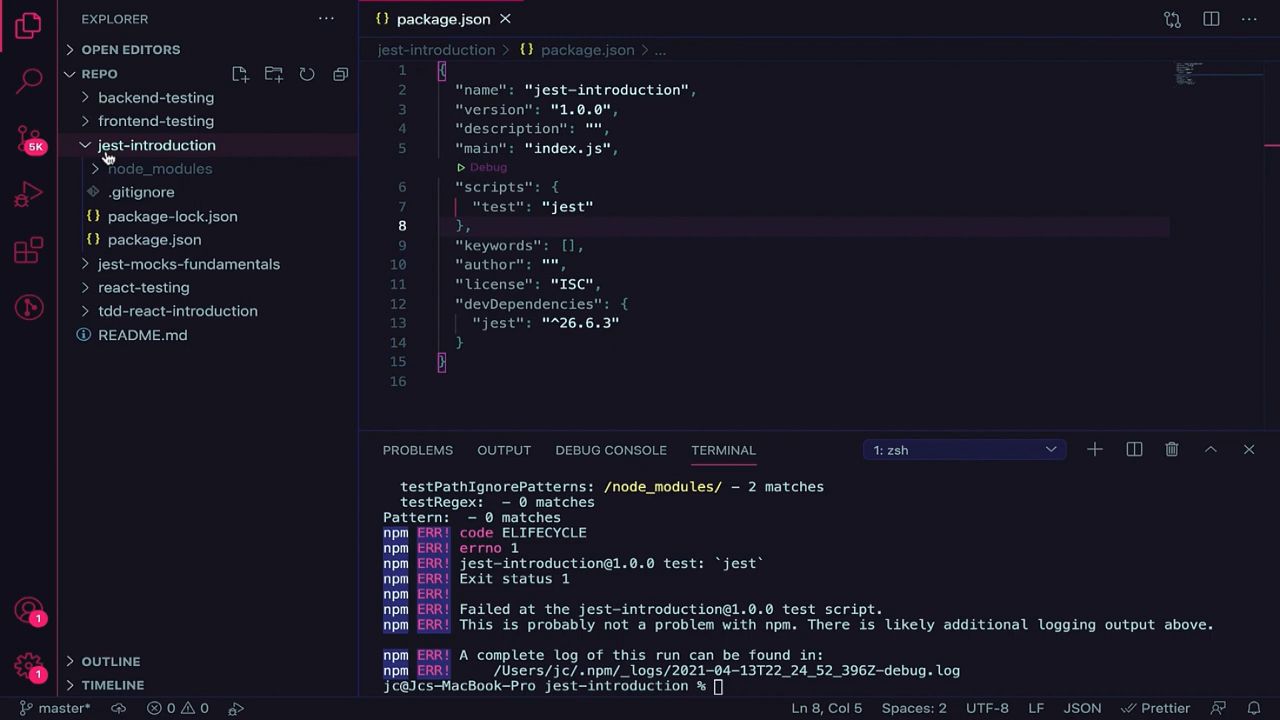 EXPLORER
OPEN EDITORS
REPO
backend-testing
frontend-testing
5K
jest-introduction
node_modules
.gitignore
package-lock.json
package.json
jest-mocks-fundamentals
react-testing
tdd-react-introduction
README.md
1
OUTLINE
1
TIMELINE
{} package.json
jest-introduction > {} package.json > ...
1 {
2 "name": "jest-introduction",
3 "version": "1.0.0",
4 "description": "",
5 "main": "index.js",
Debug
6 "scripts": {
7 "test": "jest"
8 },
9 "keywords": [],
10 "author": "",
11 "license": "ISC",
12 "devDependencies": {
13 "jest": "^26.6.3"
14 }
15 }
16
PROBLEMS OUTPUT DEBUG CONSOLE TERMINAL 1: zsh
testPathIgnorePatterns: /node_modules/ - 2 matches
testRegex:  - 0 matches
Pattern:  - 0 matches
npm ERR! code ELIFECYCLE
npm ERR! errno 1
npm ERR! jest-introduction@1.0.0 test: `jest`
npm ERR! Exit status 1
npm ERR!
npm ERR! Failed at the jest-introduction@1.0.0 test script.
npm ERR! This is probably not a problem with npm. There is likely additional logging output above.
npm ERR! A complete log of this run can be found in:
npm ERR!     /Users/jc/.npm/_logs/2021-04-13T22_24_52_396Z-debug.log
jc@Jcs-MacBook-Pro jest-introduction %
master* 0 0 Ln 8, Col 5 Spaces: 2 UTF-8 LF JSON Prettier